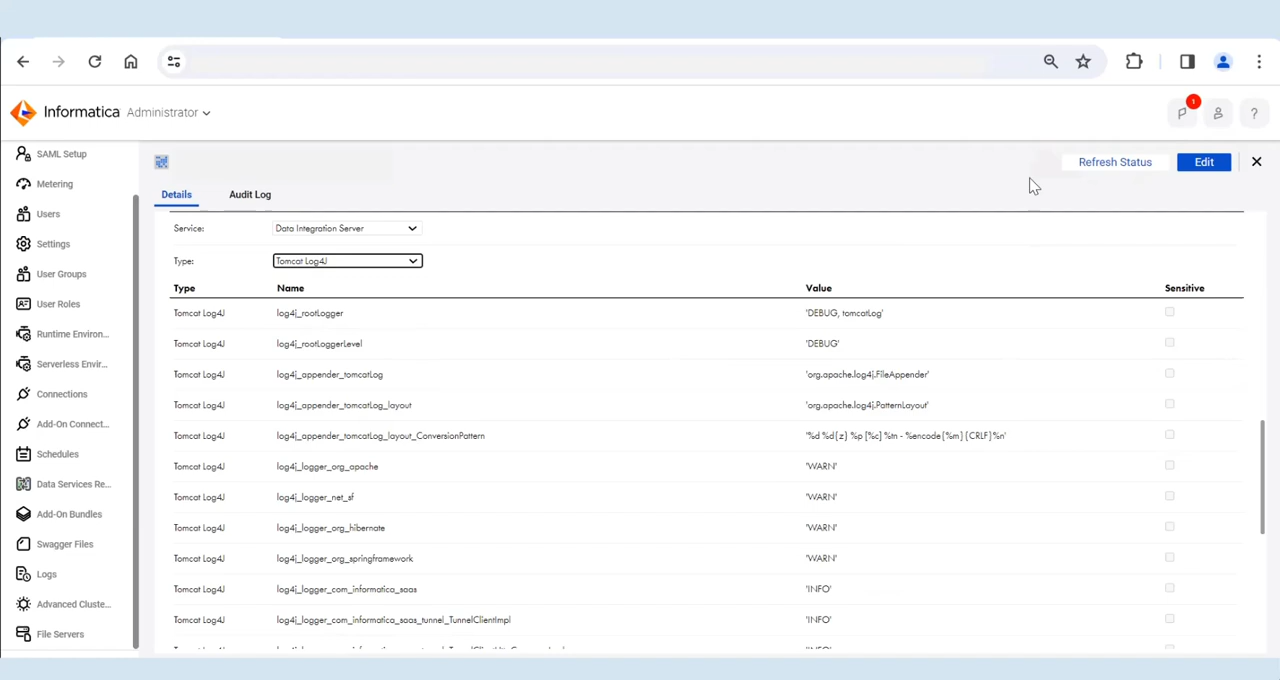 Informatica Administrator
1
?
SAML Setup
Metering
Users
Settings
User Groups
User Roles
Runtime Environ...
Serverless Envir...
Connections
Add-On Connect...
Schedules
Data Services Re...
Add-On Bundles
Swagger Files
Logs
Advanced Cluste...
File Servers
Refresh Status Edit
Details Audit Log
Service: Data Integration Server
Type: Tomcat Log4J
Type Name Value Sensitive
Tomcat Log4J log4j_rootLogger 'DEBUG, tomcatLog'
Tomcat Log4J log4j_rootLoggerLevel 'DEBUG'
Tomcat Log4J log4j_appender_tomcatLog 'org.apache.log4j.FileAppender'
Tomcat Log4J log4j_appender_tomcatLog_layout 'org.apache.log4j.PatternLayout'
Tomcat Log4J log4j_appender_tomcatLog_layout_ConversionPattern '%d %d{z} %p [%c] %tn - %encode{%m}{CRLF}%n'
Tomcat Log4J log4j_logger_org_apache 'WARN'
Tomcat Log4J log4j_logger_net_sf 'WARN'
Tomcat Log4J log4j_logger_org_hibernate 'WARN'
Tomcat Log4J log4j_logger_org_springframework 'WARN'
Tomcat Log4J log4j_logger_com_informatica_saas 'INFO'
Tomcat Log4J log4j_logger_com_informatica_saas_tunnel_TunnelClientImpl 'INFO'